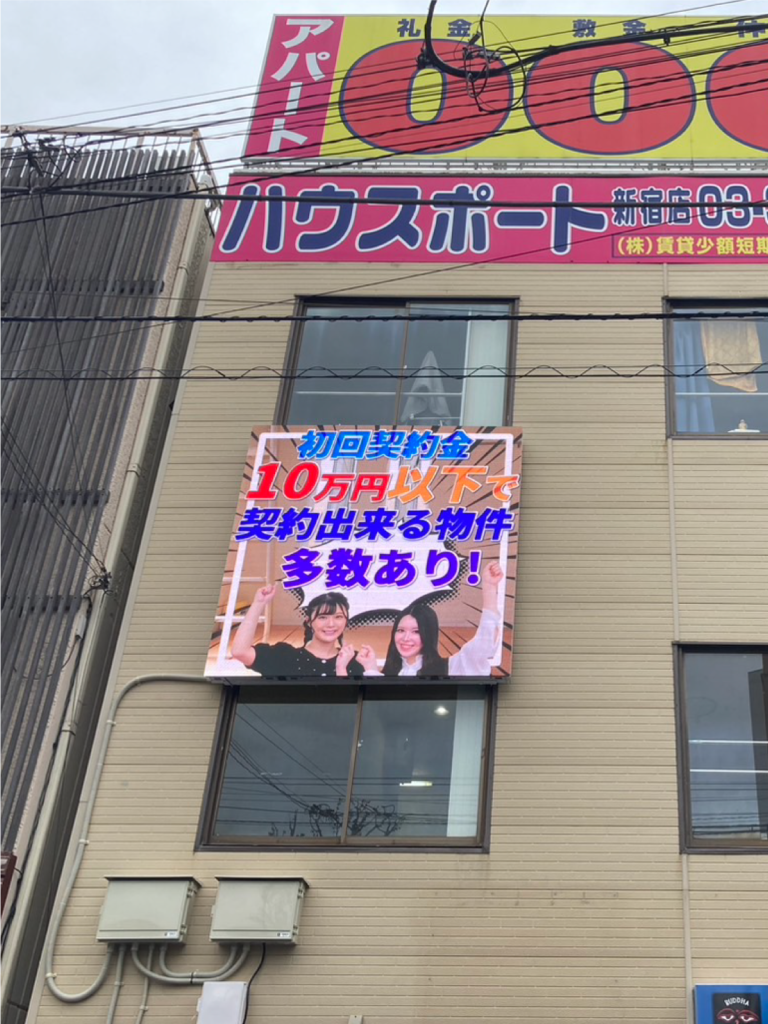 アパート
礼金 敷金
000
ハウスポート 新宿店 03-
(株)賃貸少額短期
初回契約金
10万円以下で
契約出来る物件
多数あり!
BUDDHA